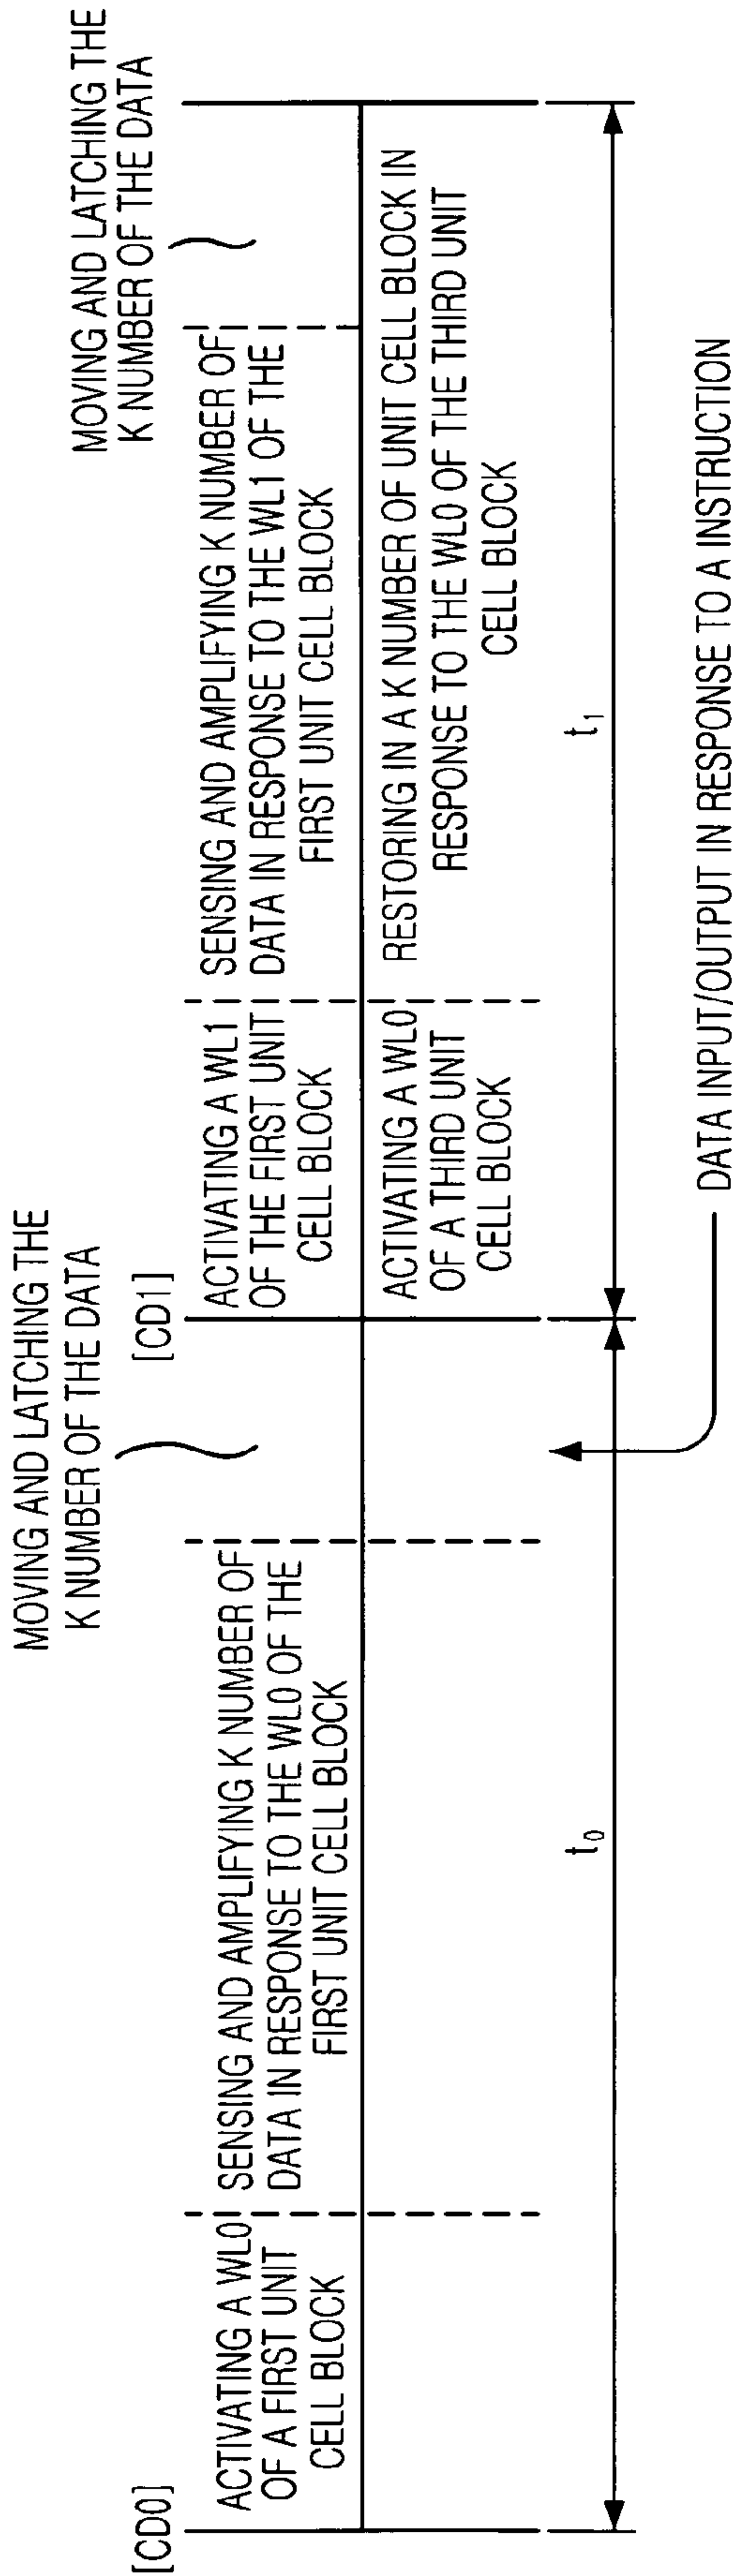 [CD0]
ACTIVATING A WL0
OF A FIRST UNIT
CELL BLOCK
SENSING AND AMPLIFYING K NUMBER OF
DATA IN RESPONSE TO THE WL0 OF THE
FIRST UNIT CELL BLOCK
MOVING AND LATCHING THE
K NUMBER OF THE DATA
[CD1]
ACTIVATING A WL1
OF THE FIRST UNIT
CELL BLOCK
SENSING AND AMPLIFYING K NUMBER OF
DATA IN RESPONSE TO THE WL1 OF THE
FIRST UNIT CELL BLOCK
MOVING AND LATCHING THE
K NUMBER OF THE DATA
ACTIVATING A WL0
OF A THIRD UNIT
CELL BLOCK
RESTORING IN A K NUMBER OF UNIT CELL BLOCK IN
RESPONSE TO THE WL0 OF THE THIRD UNIT
CELL BLOCK
t0
t1
DATA INPUT/OUTPUT IN RESPONSE TO A INSTRUCTION